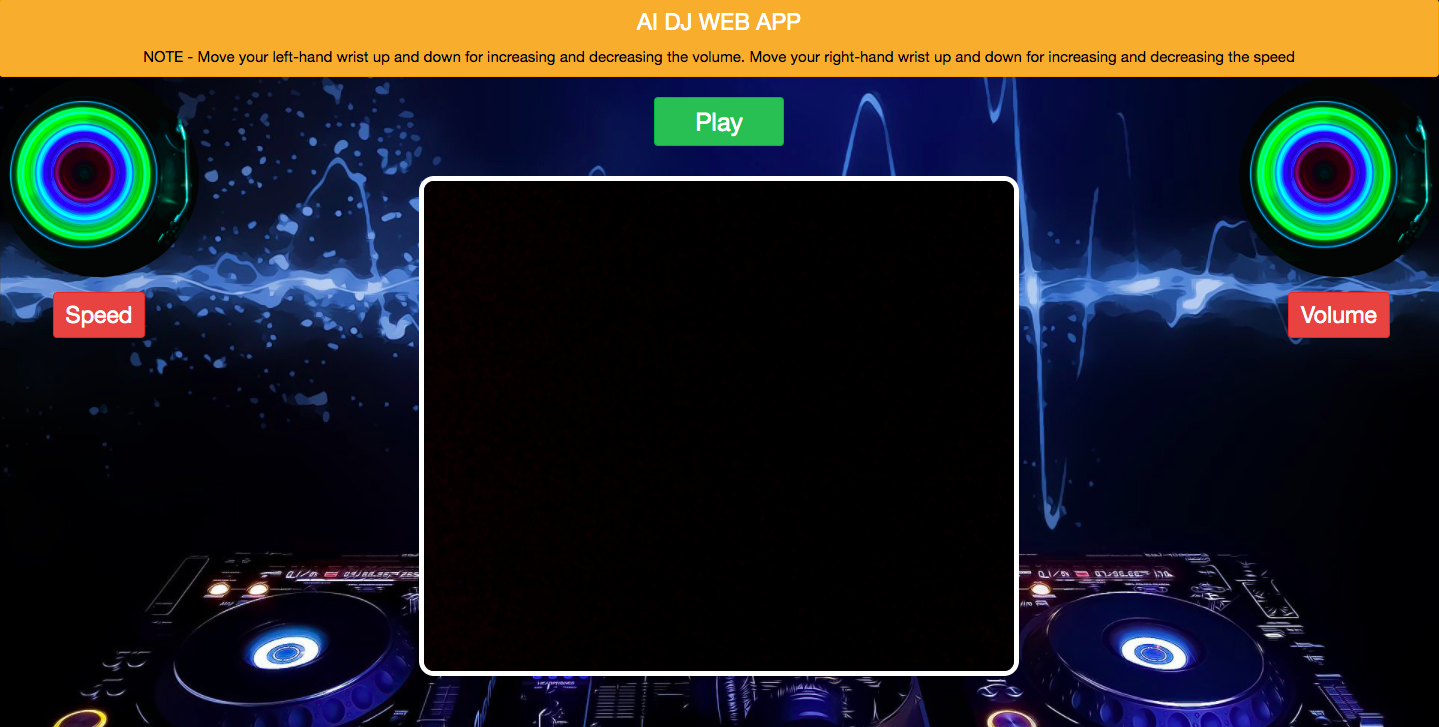 AI DJ WEB APP
NOTE - Move your left-hand wrist up and down for increasing and decreasing the volume. Move your right-hand wrist up and down for increasing and decreasing the speed
Play
Speed
Volume